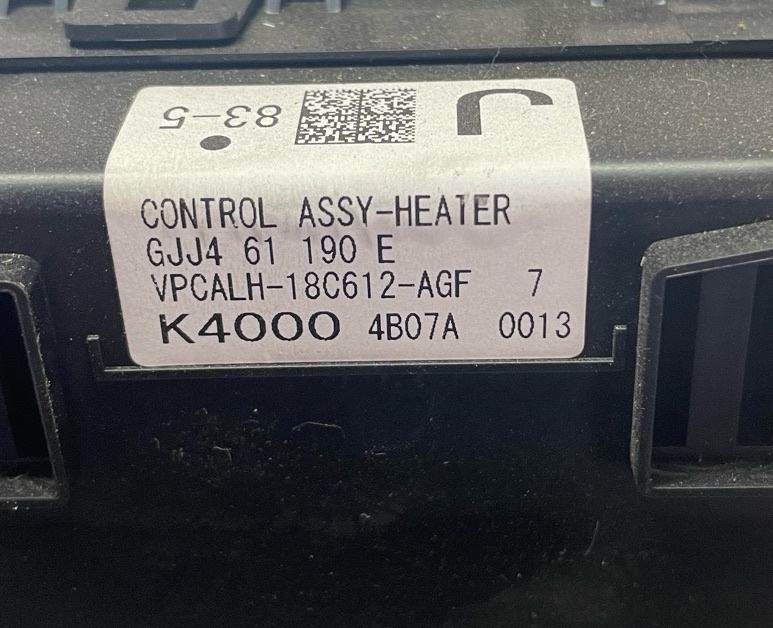 83-5 J
CONTROL ASSY-HEATER
GJJ4 61 190 E
VPCALH-18C612-AGF 7
K4000 4B07A 0013